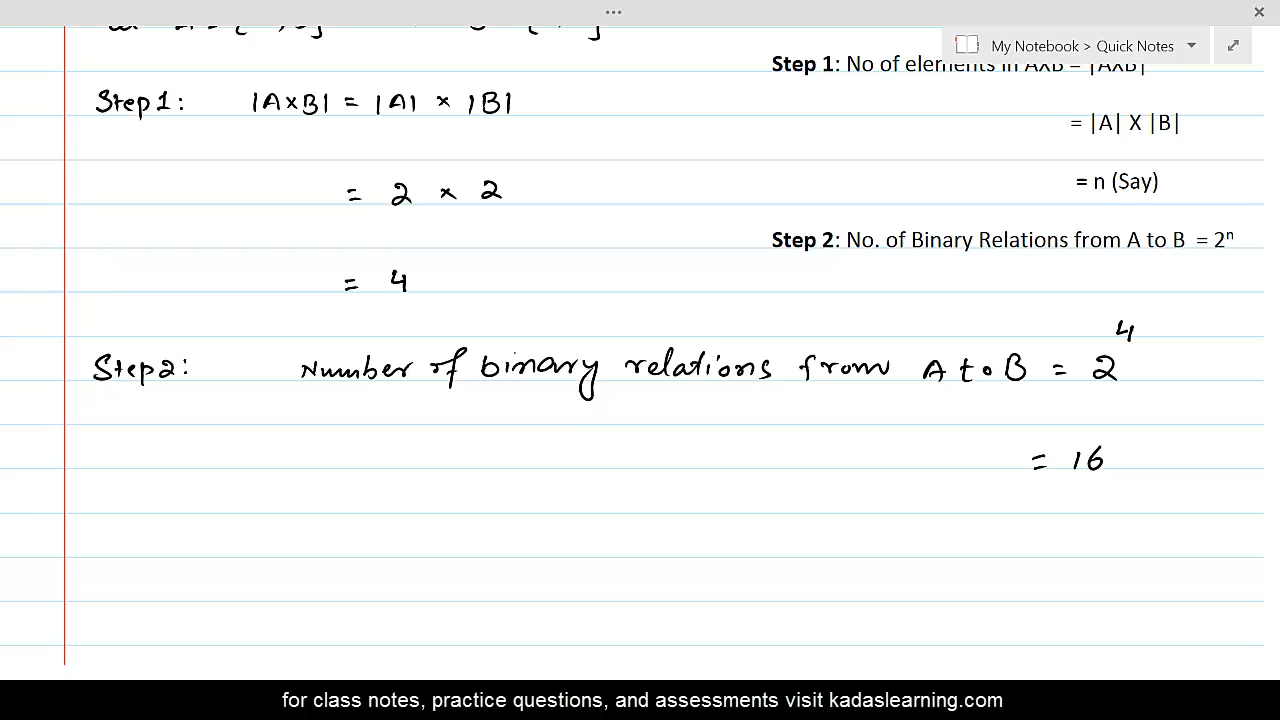 My Notebook > Quick Notes
Step 1: No of elements in AXB = |AXB|
Step 1: |A×B| = |A| × |B|
= |A| X |B|
= 2 × 2
= n (Say)
Step 2: No. of Binary Relations from A to B = 2ⁿ
= 4
Step 2: Number of binary relations from A to B = 2⁴
= 16
for class notes, practice questions, and assessments visit kadaslearning.com